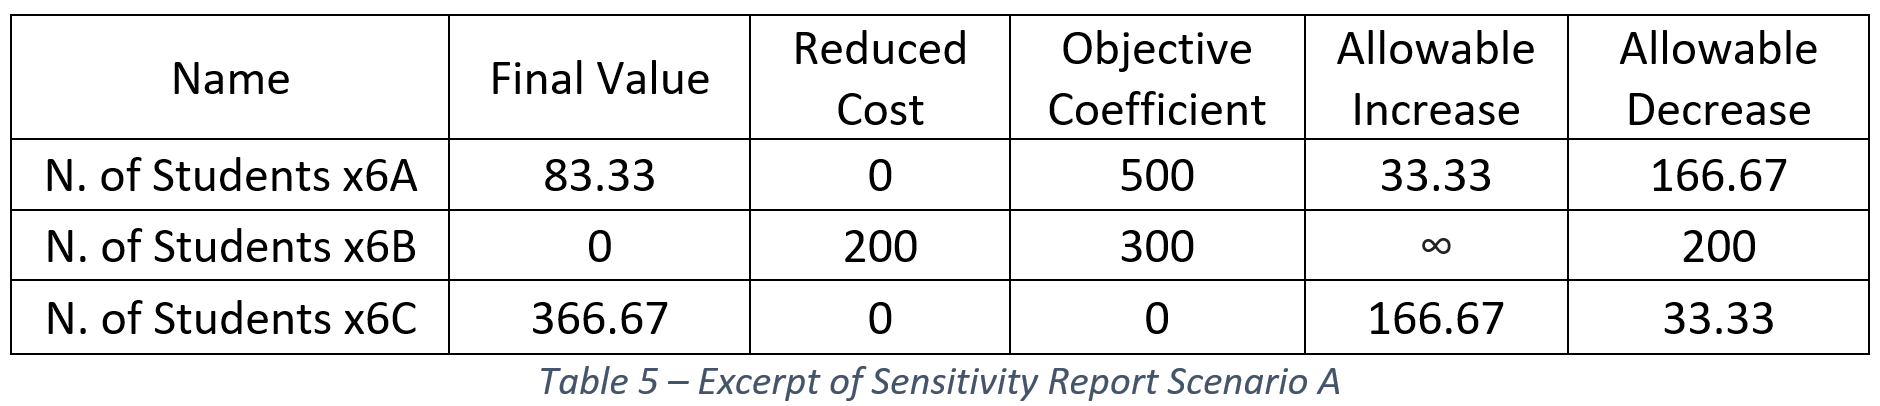 Name Final Value Reduced Cost Objective Coefficient Allowable Increase Allowable Decrease
N. of Students x6A 83.33 0 500 33.33 166.67
N. of Students x6B 0 200 300 ∞ 200
N. of Students x6C 366.67 0 0 166.67 33.33
Table 5 – Excerpt of Sensitivity Report Scenario A